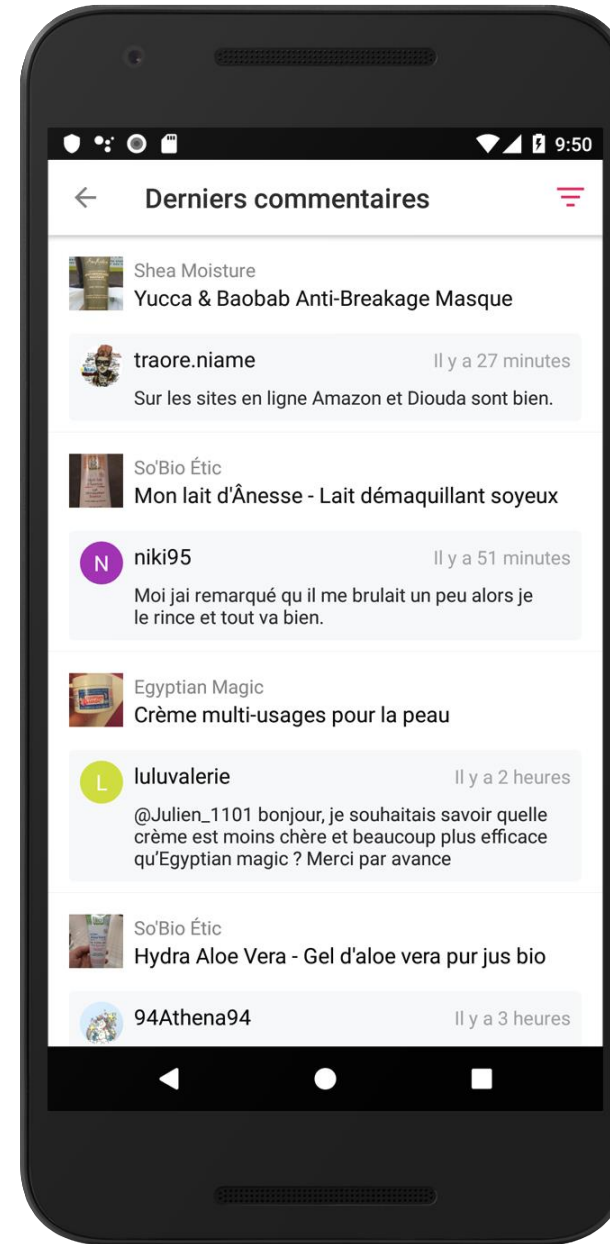 9:50
Derniers commentaires
Shea Moisture
Yucca & Baobab Anti-Breakage Masque
traore.niame Il y a 27 minutes
Sur les sites en ligne Amazon et Diouda sont bien.
So'Bio Étic
Mon lait d'Ânesse - Lait démaquillant soyeux
N niki95 Il y a 51 minutes
Moi jai remarqué qu il me brulait un peu alors je
le rince et tout va bien.
Egyptian Magic
Crème multi-usages pour la peau
L luluvalerie Il y a 2 heures
@Julien_1101 bonjour, je souhaitais savoir quelle
crème est moins chère et beaucoup plus efficace
qu’Egyptian magic ? Merci par avance
So'Bio Étic
Hydra Aloe Vera - Gel d'aloe vera pur jus bio
94Athena94 Il y a 3 heures